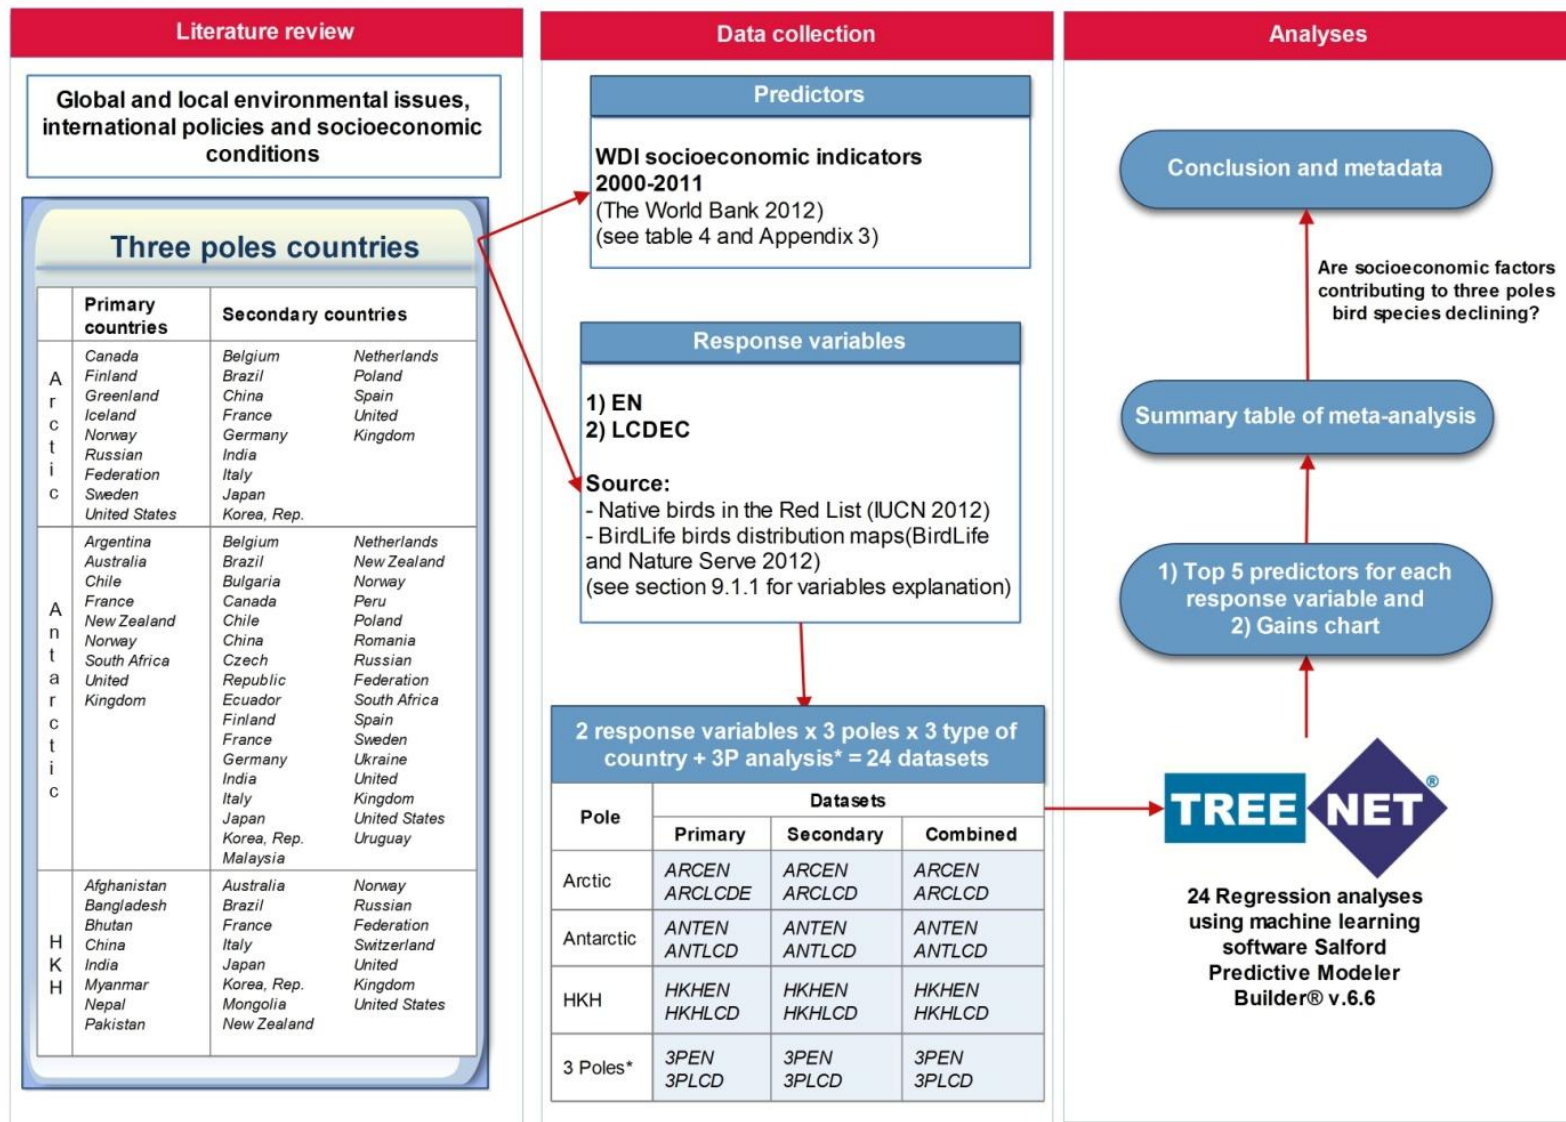 Literature review
Global and local environmental issues,
international policies and socioeconomic
conditions
Three poles countries
Primary
countries
Secondary countries
Arctic
Canada
Finland
Greenland
Iceland
Norway
Russian
Federation
Sweden
United States
Belgium
Brazil
China
France
Germany
India
Italy
Japan
Korea, Rep.
Netherlands
Poland
Spain
United
Kingdom
Antarctic
Argentina
Australia
Chile
France
New Zealand
Norway
South Africa
United
Kingdom
Belgium
Brazil
Bulgaria
Canada
Chile
China
Czech
Republic
Ecuador
Finland
France
Germany
India
Italy
Japan
Korea, Rep.
Malaysia
Netherlands
New Zealand
Norway
Peru
Poland
Romania
Russian
Federation
South Africa
Spain
Sweden
Ukraine
United
Kingdom
United States
Uruguay
HKH
Afghanistan
Bangladesh
Bhutan
China
India
Myanmar
Nepal
Pakistan
Australia
Brazil
France
Italy
Japan
Korea, Rep.
Mongolia
New Zealand
Norway
Russian
Federation
Switzerland
United
Kingdom
United States
Data collection
Predictors
WDI socioeconomic indicators
2000-2011
(The World Bank 2012)
(see table 4 and Appendix 3)
Response variables
1) EN
2) LCDEC
Source:
- Native birds in the Red List (IUCN 2012)
- BirdLife birds distribution maps(BirdLife
and Nature Serve 2012)
(see section 9.1.1 for variables explanation)
2 response variables x 3 poles x 3 type of
country + 3P analysis* = 24 datasets
Pole
Datasets
Primary Secondary Combined
Arctic
ARCEN ARCEN ARCEN
ARCLCDE ARCLCD ARCLCD
Antarctic
ANTEN ANTEN ANTEN
ANTLCD ANTLCD ANTLCD
HKH
HKHEN HKHEN HKHEN
HKHLCD HKHLCD HKHLCD
3 Poles*
3PEN 3PEN 3PEN
3PLCD 3PLCD 3PLCD
Analyses
Conclusion and metadata
Are socioeconomic factors
contributing to three poles
bird species declining?
Summary table of meta-analysis
1) Top 5 predictors for each
response variable and
2) Gains chart
TREE NET®
24 Regression analyses
using machine learning
software Salford
Predictive Modeler
Builder® v.6.6